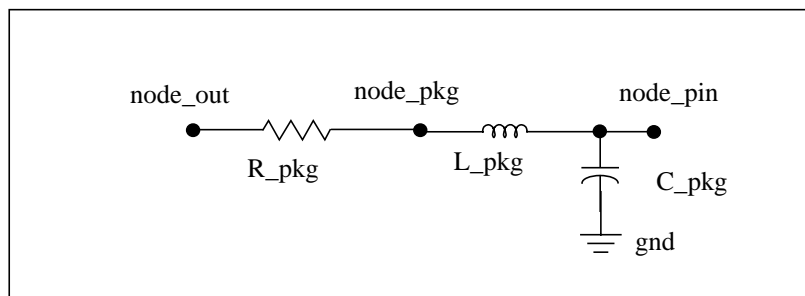 node_out
node_pkg
node_pin
R_pkg
L_pkg
C_pkg
gnd